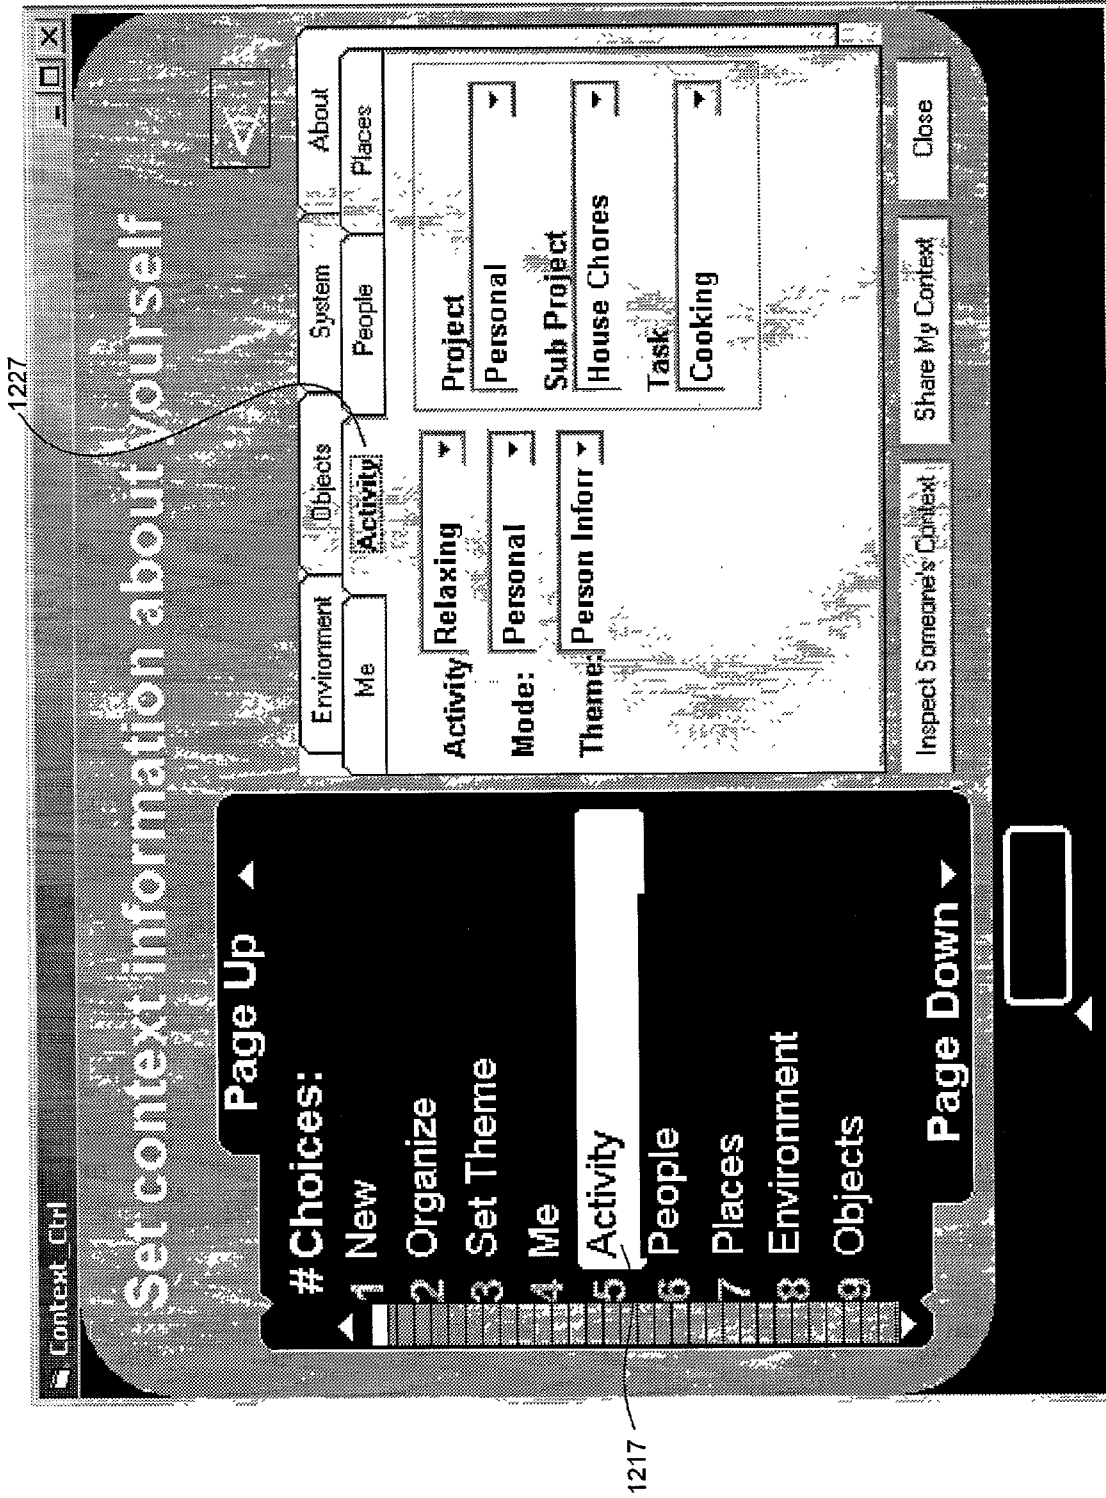 1227
Context_Ctrl
Set context information about yourself
Page Up
# Choices:
1 New
2 Organize
3 Set Theme
4 Me
5 Activity
6 People
7 Places
8 Environment
9 Objects
Page Down
1217
Environment Objects System About
Me Activity People Places
Activity Relaxing
Mode: Personal
Theme: Person Inforr
Project
Personal
Sub Project
House Chores
Task
Cooking
Inspect Someone's Context Share My Context Close